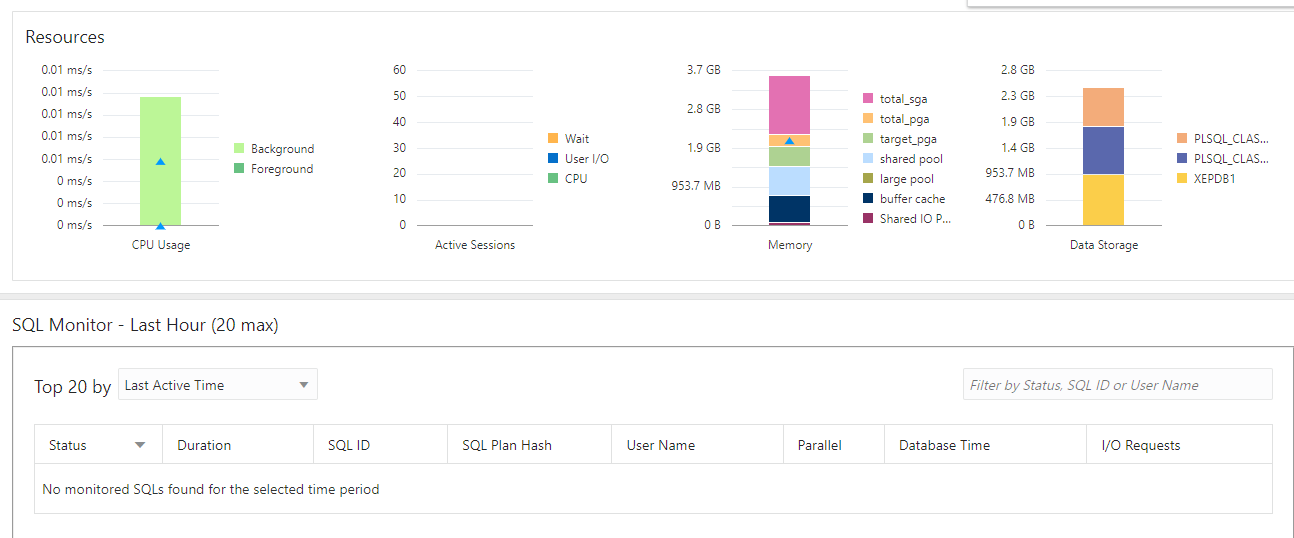 Resources
0.01 ms/s
0.01 ms/s
0.01 ms/s
0.01 ms/s
0.01 ms/s
0 ms/s
0 ms/s
0 ms/s
CPU Usage
Background
Foreground
60
50
40
30
20
10
0
Active Sessions
Wait
User I/O
CPU
3.7 GB
2.8 GB
1.9 GB
953.7 MB
0 B
Memory
total_sga
total_pga
target_pga
shared pool
large pool
buffer cache
Shared IO P...
2.8 GB
2.3 GB
1.9 GB
1.4 GB
953.7 MB
476.8 MB
0 B
Data Storage
PLSQL_CLAS...
PLSQL_CLAS...
XEPDB1
SQL Monitor - Last Hour (20 max)
Top 20 by Last Active Time
Filter by Status, SQL ID or User Name
Status Duration SQL ID SQL Plan Hash User Name Parallel Database Time I/O Requests
No monitored SQLs found for the selected time period